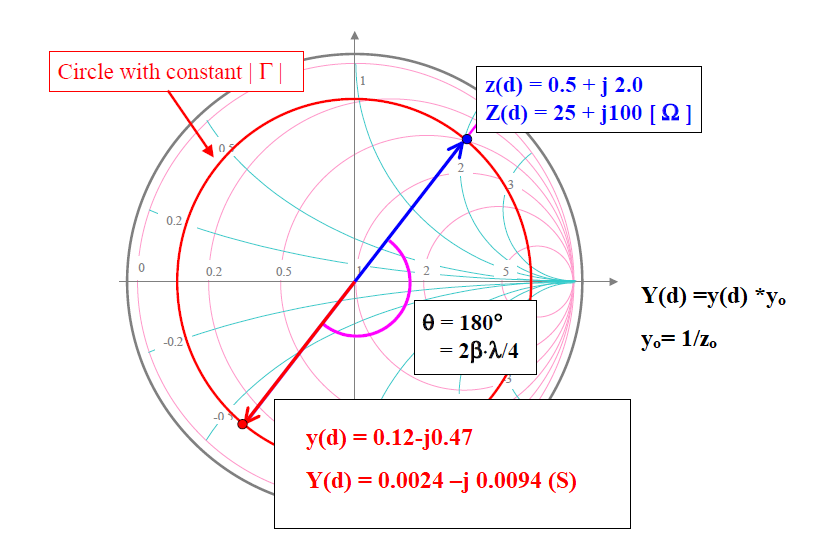 Circle with constant | Γ |
z(d) = 0.5 + j 2.0
Z(d) = 25 + j100 [ Ω ]
1
0.5
2
3
0.2
0
0.2
0.5
1
2
5
Y(d) =y(d) *yₒ
θ = 180°
= 2β·λ/4
yₒ= 1/zₒ
-0.2
3
y(d) = 0.12-j0.47
Y(d) = 0.0024 –j 0.0094 (S)